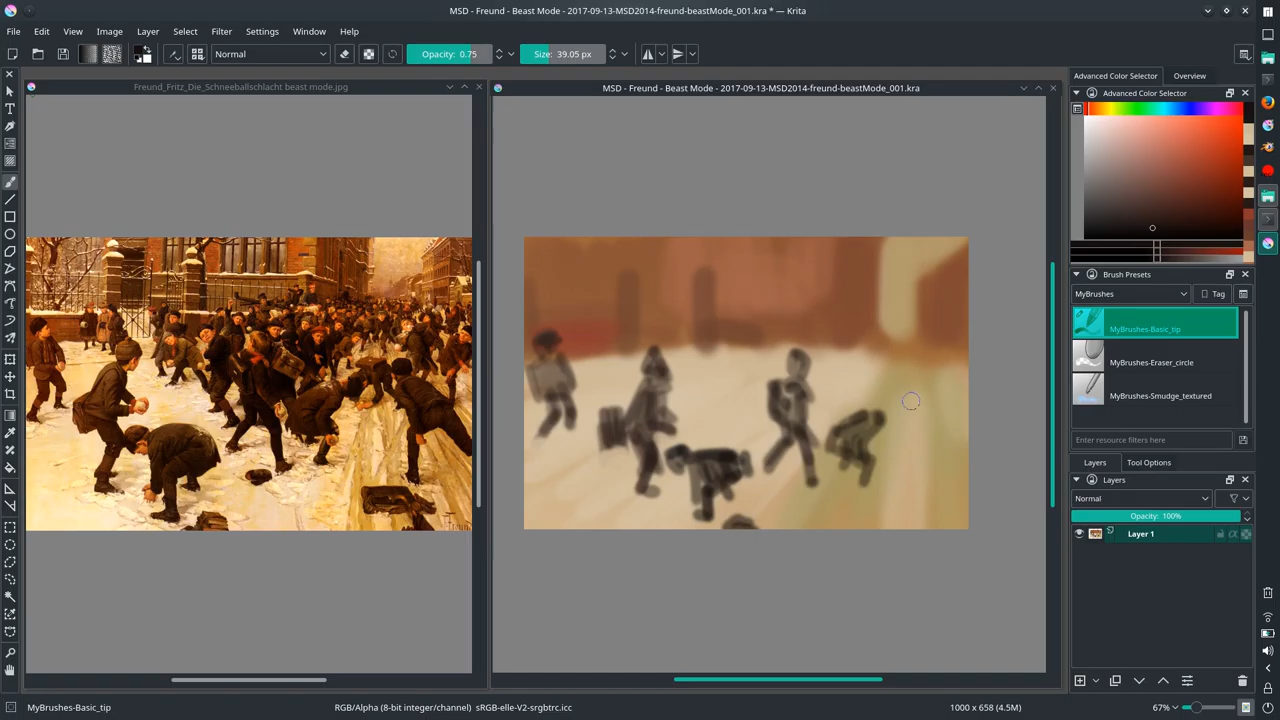 MSD - Freund - Beast Mode - 2017-09-13-MSD2014-freund-beastMode_001.kra * — Krita
File Edit View Image Layer Select Filter Settings Window Help
Normal
Opacity: 0.75
Size: 39.05 px
Freund_Fritz_Die_Schneeballschlacht beast mode.jpg
MSD - Freund - Beast Mode - 2017-09-13-MSD2014-freund-beastMode_001.kra
Advanced Color Selector Overview
Advanced Color Selector
Brush Presets
MyBrushes
Tag
MyBrushes-Basic_tip
MyBrushes-Eraser_circle
MyBrushes-Smudge_textured
Enter resource filters here
Layers Tool Options
Layers
Normal
Opacity: 100%
Layer 1
MyBrushes-Basic_tip
RGB/Alpha (8-bit integer/channel) sRGB-elle-V2-srgbtrc.icc
1000 x 658 (4.5M)
67%